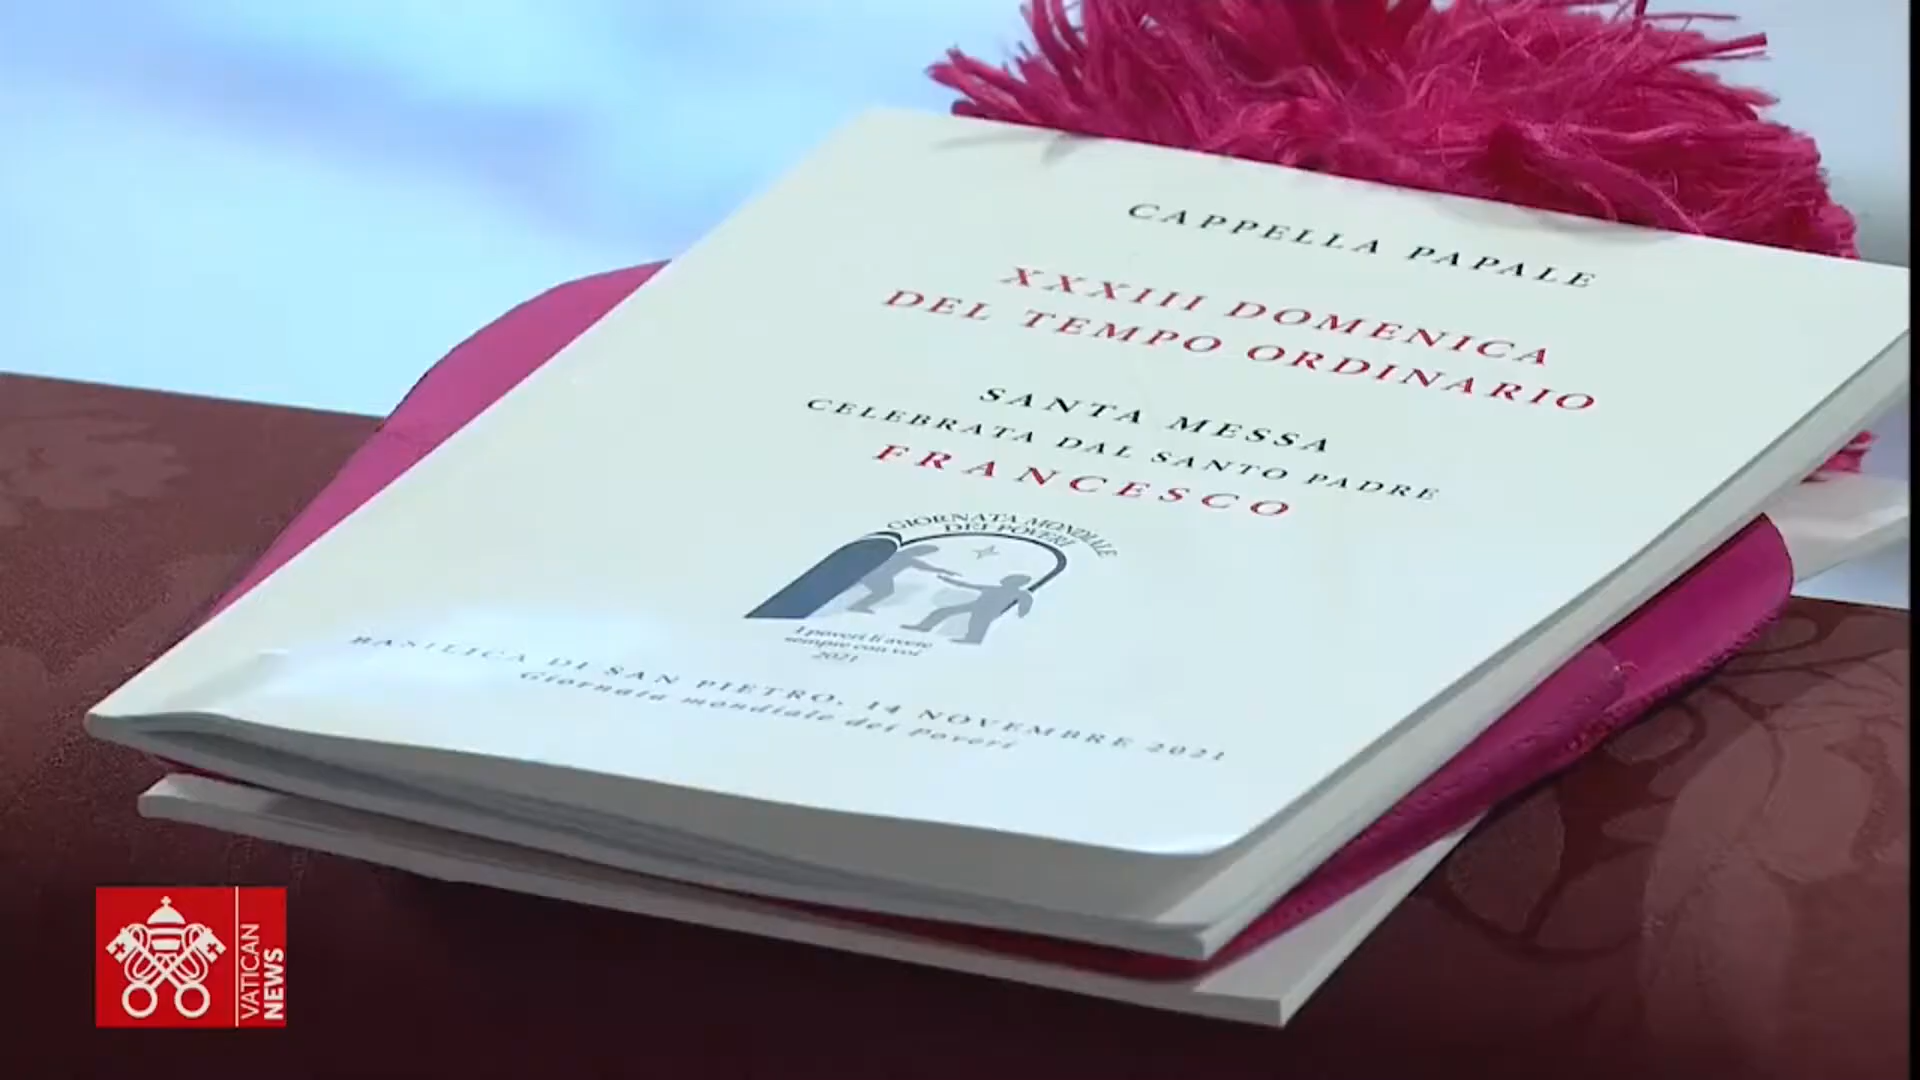 CAPPELLA PAPALE
XXXIII DOMENICA
DEL TEMPO ORDINARIO
SANTA MESSA
CELEBRATA DAL SANTO PADRE
FRANCESCO
GIORNATA MONDIALE
DEI POVERI
I poveri li avete
sempre con voi
2021
BASILICA DI SAN PIETRO, 14 NOVEMBRE 2021
Giornata mondiale dei Poveri
VATICAN
NEWS